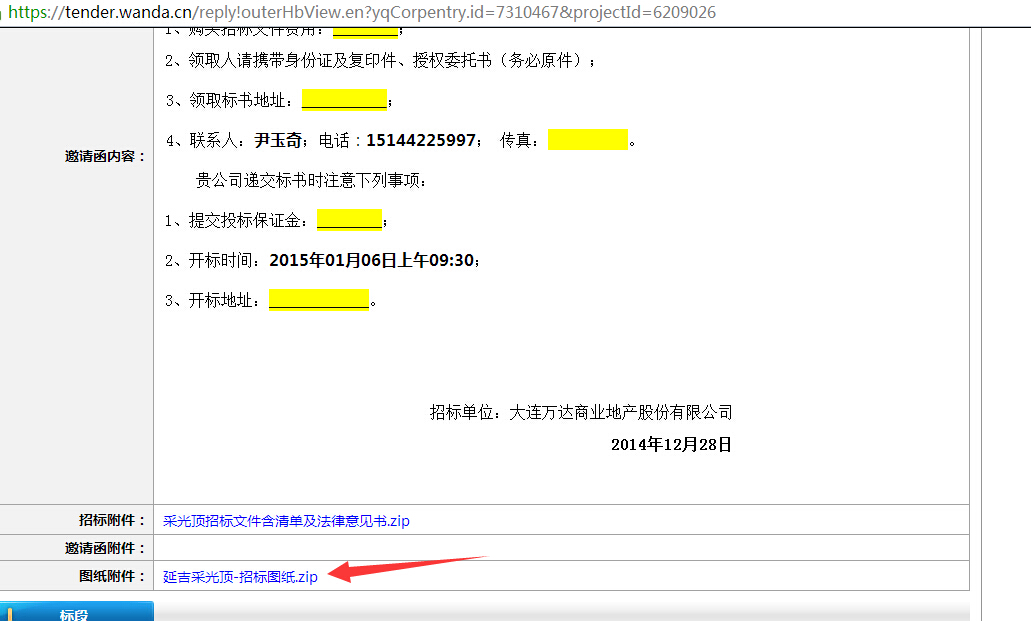 https://tender.wanda.cn/reply!outerHbView.en?yqCorpentry.id=7310467&projectId=6209026
1、购买招标文件费用：；
2、领取人请携带身份证及复印件、授权委托书（务必原件）；
3、领取标书地址：；
4、联系人：尹玉奇；电话：15144225997； 传真：。
邀请函内容：
贵公司递交标书时注意下列事项：
1、提交投标保证金：；
2、开标时间：2015年01月06日上午09:30；
3、开标地址：。
招标单位：大连万达商业地产股份有限公司
2014年12月28日
招标附件： 采光顶招标文件含清单及法律意见书.zip
邀请函附件：
图纸附件： 延吉采光顶-招标图纸.zip
标段